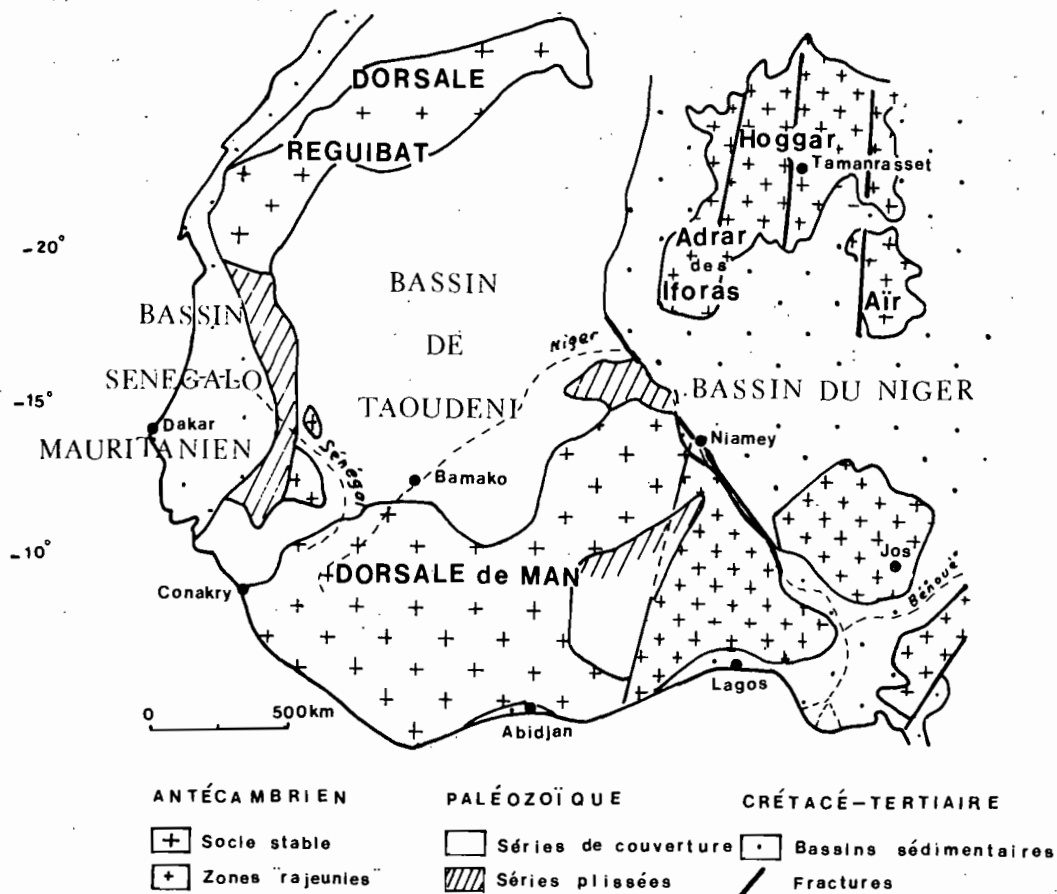 DORSALE
REGUIBAT
Hoggar
Tamanrasset
-20°
Adrar
des
Iforas
Aïr
BASSIN
DE
TAOUDENI
BASSIN
SENEGALO
MAURITANIEN
Niger
BASSIN DU NIGER
-15°
Dakar
Sénégal
Bamako
Niamey
-10°
DORSALE de MAN
Jos
Bénoué
Conakry
Lagos
0 500km
Abidjan
ANTÉCAMBRIEN
Socle stable
Zones "rajeunies"
PALÉOZOÏQUE
Séries de couverture
Séries plissées
CRÉTACÉ-TERTIAIRE
Bassins sédimentaires
Fractures